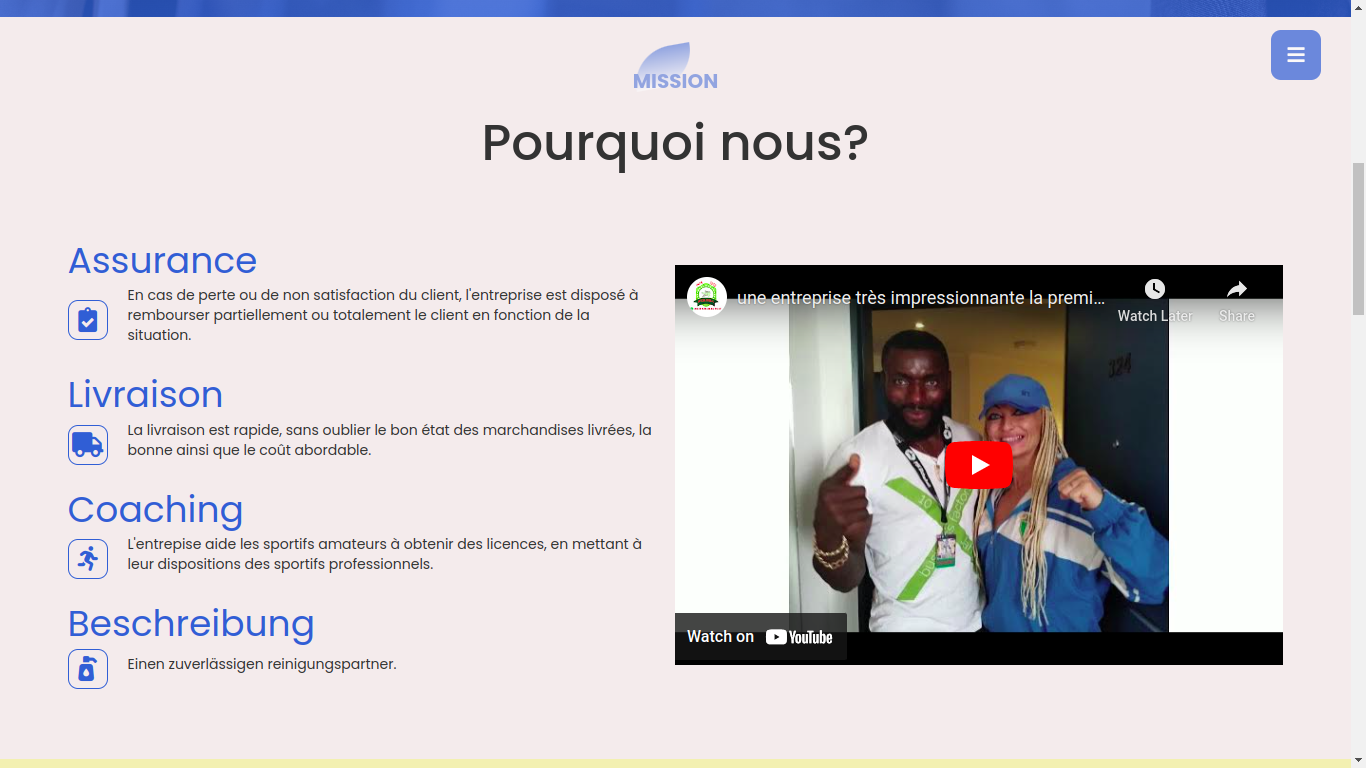 MISSION
Pourquoi nous?
Assurance
En cas de perte ou de non satisfaction du client, l'entreprise est disposé à
rembourser partiellement ou totalement le client en fonction de la
situation.
Livraison
La livraison est rapide, sans oublier le bon état des marchandises livrées, la
bonne ainsi que le coût abordable.
Coaching
L'entrepise aide les sportifs amateurs à obtenir des licences, en mettant à
leur dispositions des sportifs professionnels.
Beschreibung
Einen zuverlässigen reinigungspartner.
une entreprise très impressionnante la premi...
Watch Later
Share
324
Watch on YouTube